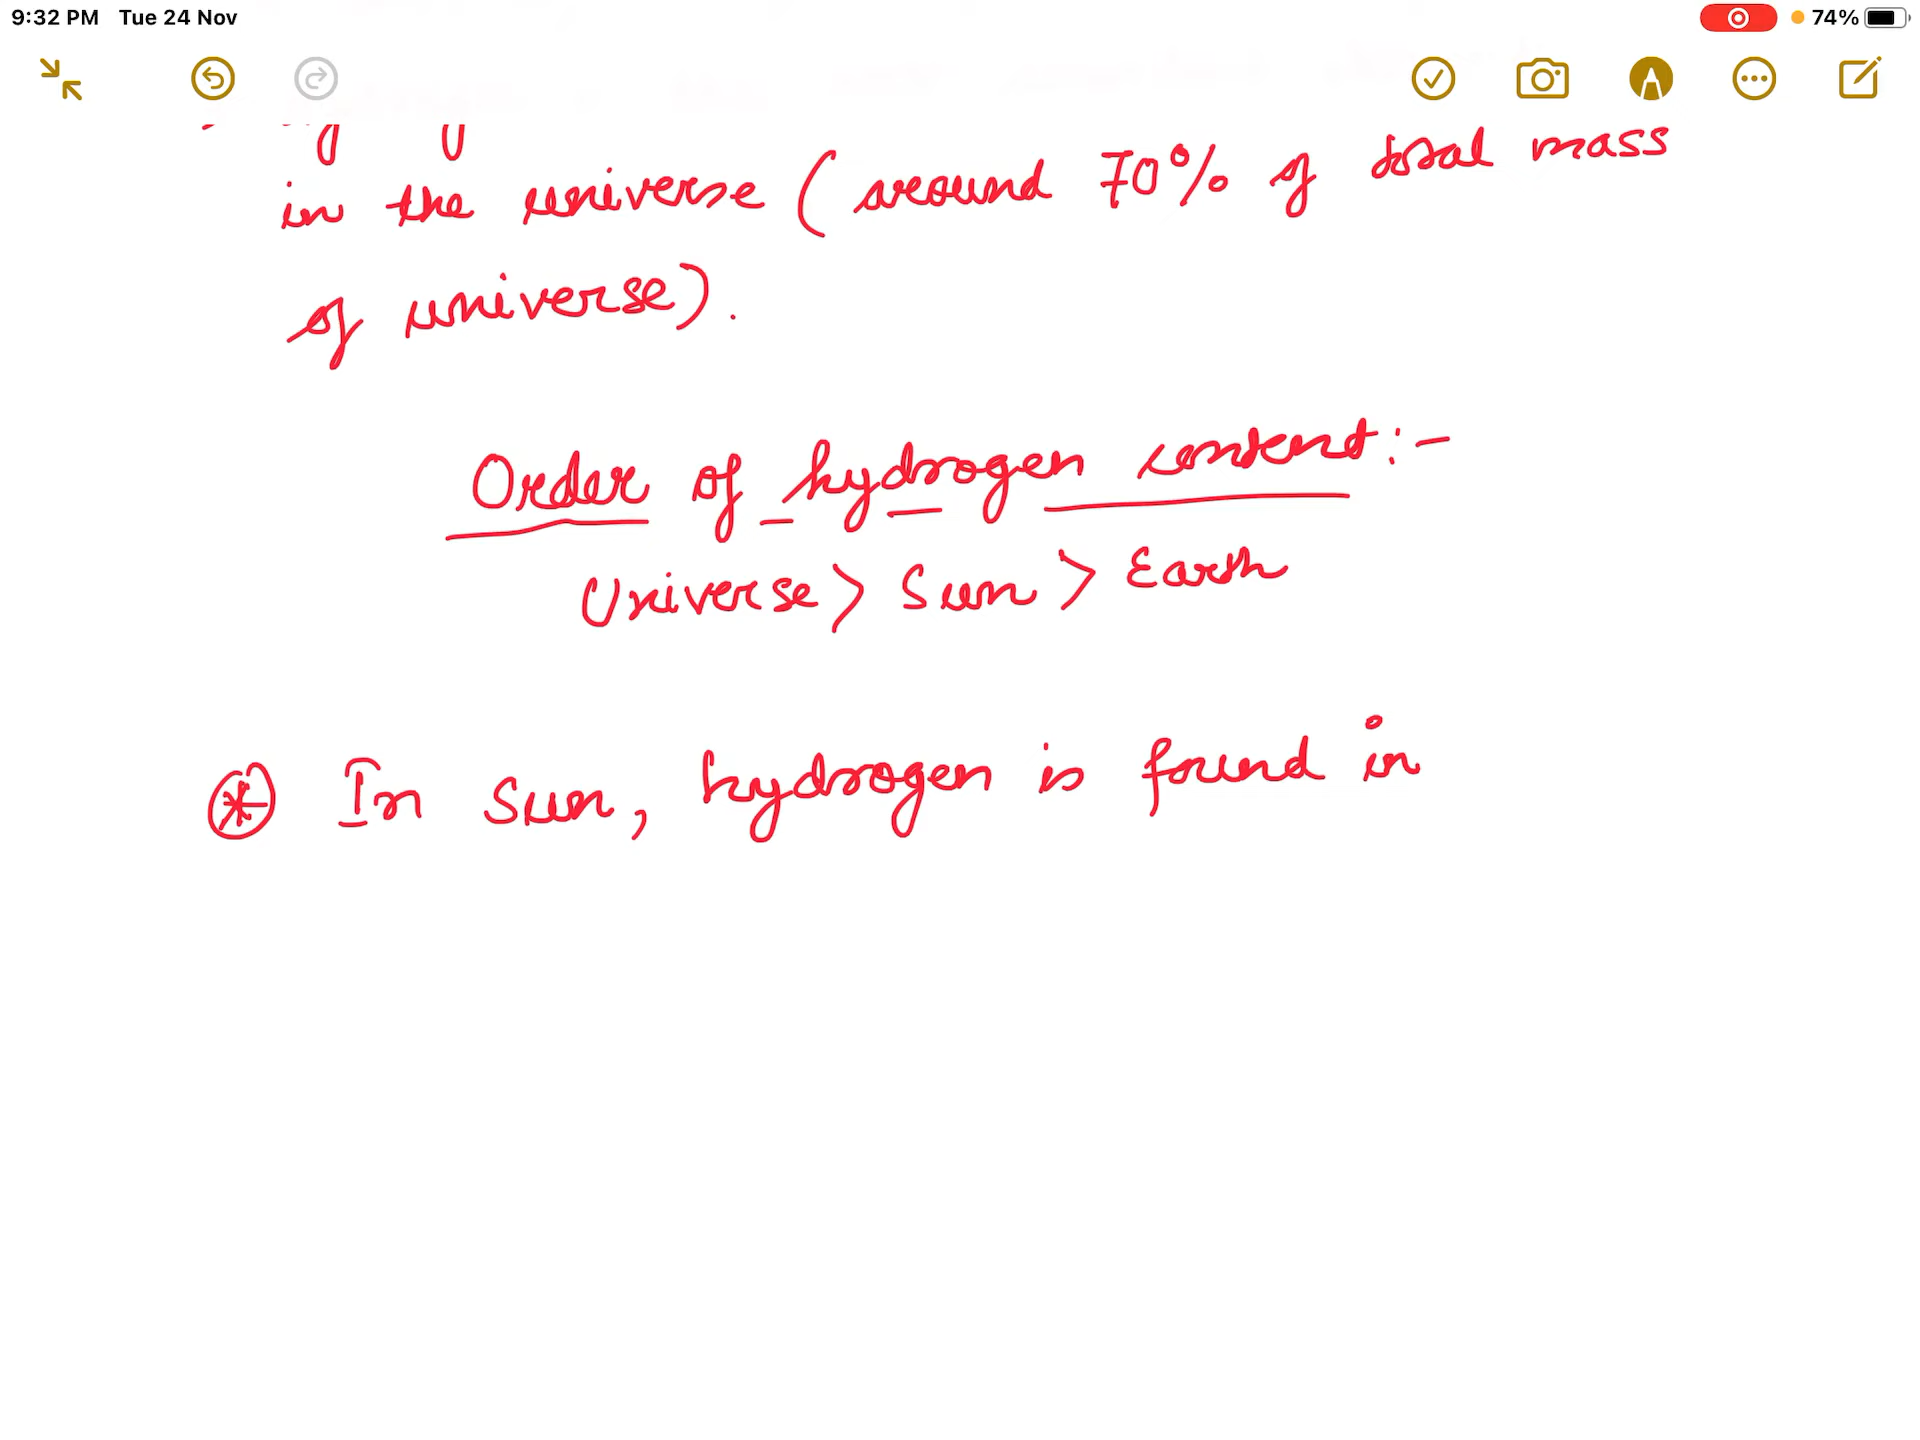 9:32 PM Tue 24 Nov 74%
in the universe (around 70% of total mass
of universe).
Order of hydrogen content:-
Universe > Sun > Earth
* In Sun, hydrogen is found in